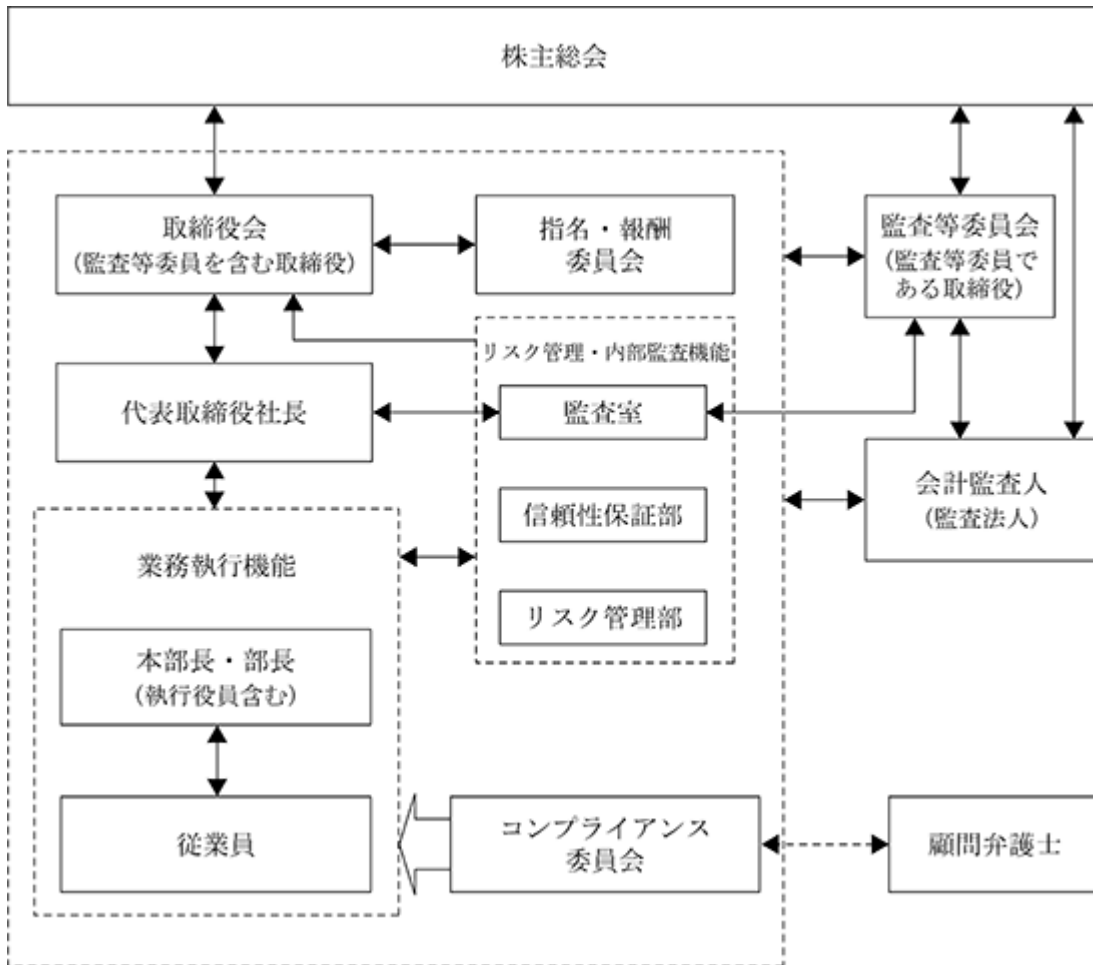 株主総会
取締役会
(監査等委員を含む取締役)
指名・報酬
委員会
監査等委員会
(監査等委員で
ある取締役)
リスク管理・内部監査機能
代表取締役社長
監査室
会計監査人
(監査法人)
信頼性保証部
業務執行機能
リスク管理部
本部長・部長
(執行役員含む)
従業員
コンプライアンス
委員会
顧問弁護士